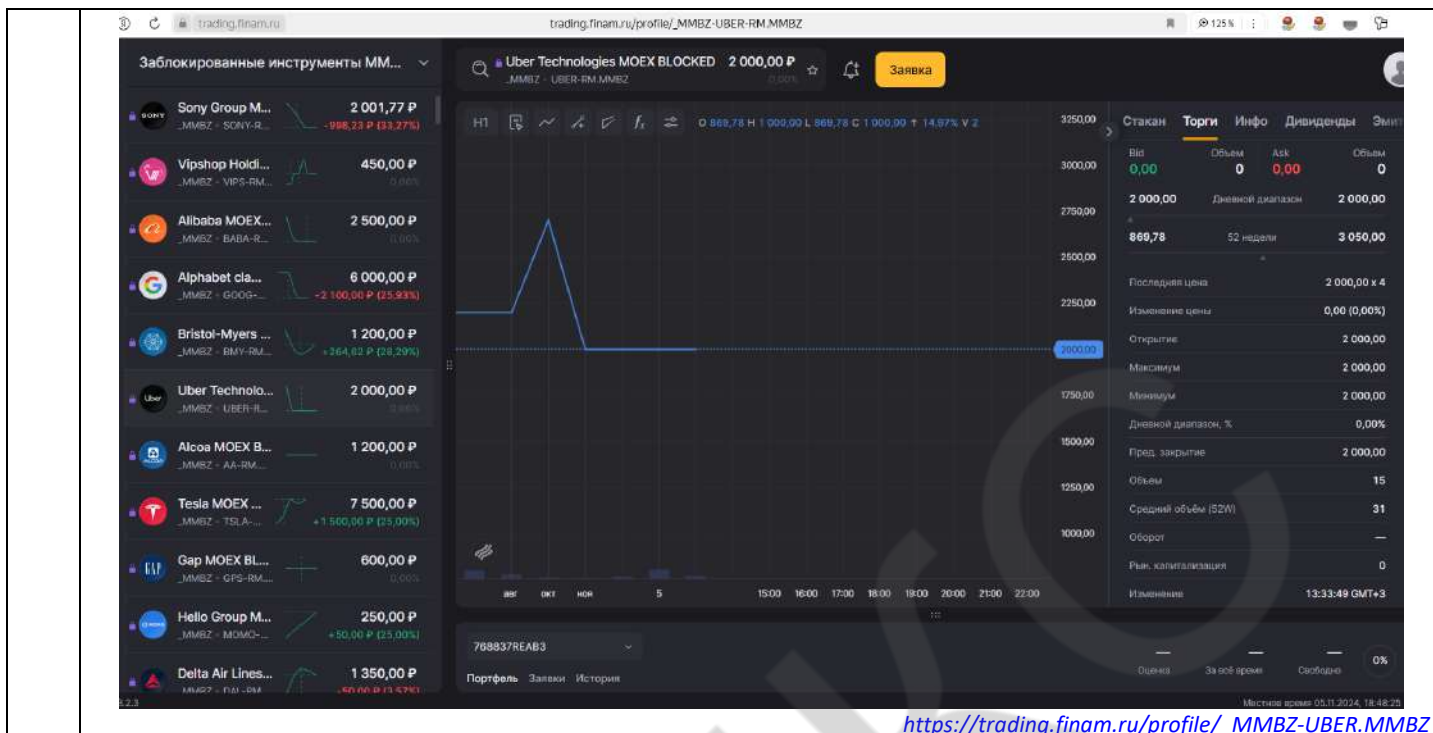 trading.finam.ru
trading.finam.ru/profile/_MMBZ-UBER-RM.MMBZ
125 %
Заблокированные инструменты ММ...
Uber Technologies MOEX BLOCKED 2 000,00 ₽
_MMBZ - UBER-RM.MMBZ 0,00%
Заявка
SONY
Sony Group M... 2 001,77 ₽
_MMBZ - SONY-R... -998,23 ₽ (33,27%)
Vipshop Holdi... 450,00 ₽
_MMBZ - VIPS-RM... 0,00%
Alibaba MOEX... 2 500,00 ₽
_MMBZ - BABA-R... 0,00%
Alphabet cla... 6 000,00 ₽
_MMBZ - GOOG-... -2 100,00 ₽ (25,93%)
Bristol-Myers ... 1 200,00 ₽
_MMBZ - BMY-RM... +264,62 ₽ (28,29%)
Uber
Uber Technolo... 2 000,00 ₽
_MMBZ - UBER-R... 0,00%
Alcoa MOEX B... 1 200,00 ₽
_MMBZ - AA-RM.... 0,00%
Tesla MOEX ... 7 500,00 ₽
_MMBZ - TSLA-... +1 500,00 ₽ (25,00%)
GAP
Gap MOEX BL... 600,00 ₽
_MMBZ - GPS-RM.... 0,00%
Hello Group M... 250,00 ₽
_MMBZ - MOMO-... +50,00 ₽ (25,00%)
Delta Air Lines... 1 350,00 ₽
_MMBZ - DAL-RM... -50,00 ₽ (3,57%)
H1
O 869,78 H 1 000,00 L 869,78 C 1 000,00 ↑ 14,97% V 2
3250,00
3000,00
2750,00
2500,00
2250,00
2000,00
1750,00
1500,00
1250,00
1000,00
авг окт ноя 5 15:00 16:00 17:00 18:00 19:00 20:00 21:00 22:00
Стакан Торги Инфо Дивиденды Эмит
Bid Объем Ask Объем
0,00 0 0,00 0
2 000,00 Дневной диапазон 2 000,00
869,78 52 недели 3 050,00
Последняя цена 2 000,00 x 4
Изменение цены 0,00 (0,00%)
Открытие 2 000,00
Максимум 2 000,00
Минимум 2 000,00
Дневной диапазон, % 0,00%
Пред. закрытие 2 000,00
Объем 15
Средний объём (52W) 31
Оборот —
Рын. капитализация 0
Изменение 13:33:49 GMT+3
768837REAB3
Портфель Заявки История
— — —
Оценка За всё время Свободно 0%
Местное время 05.11.2024, 18:48:25
https://trading.finam.ru/profile/_MMBZ-UBER.MMBZ